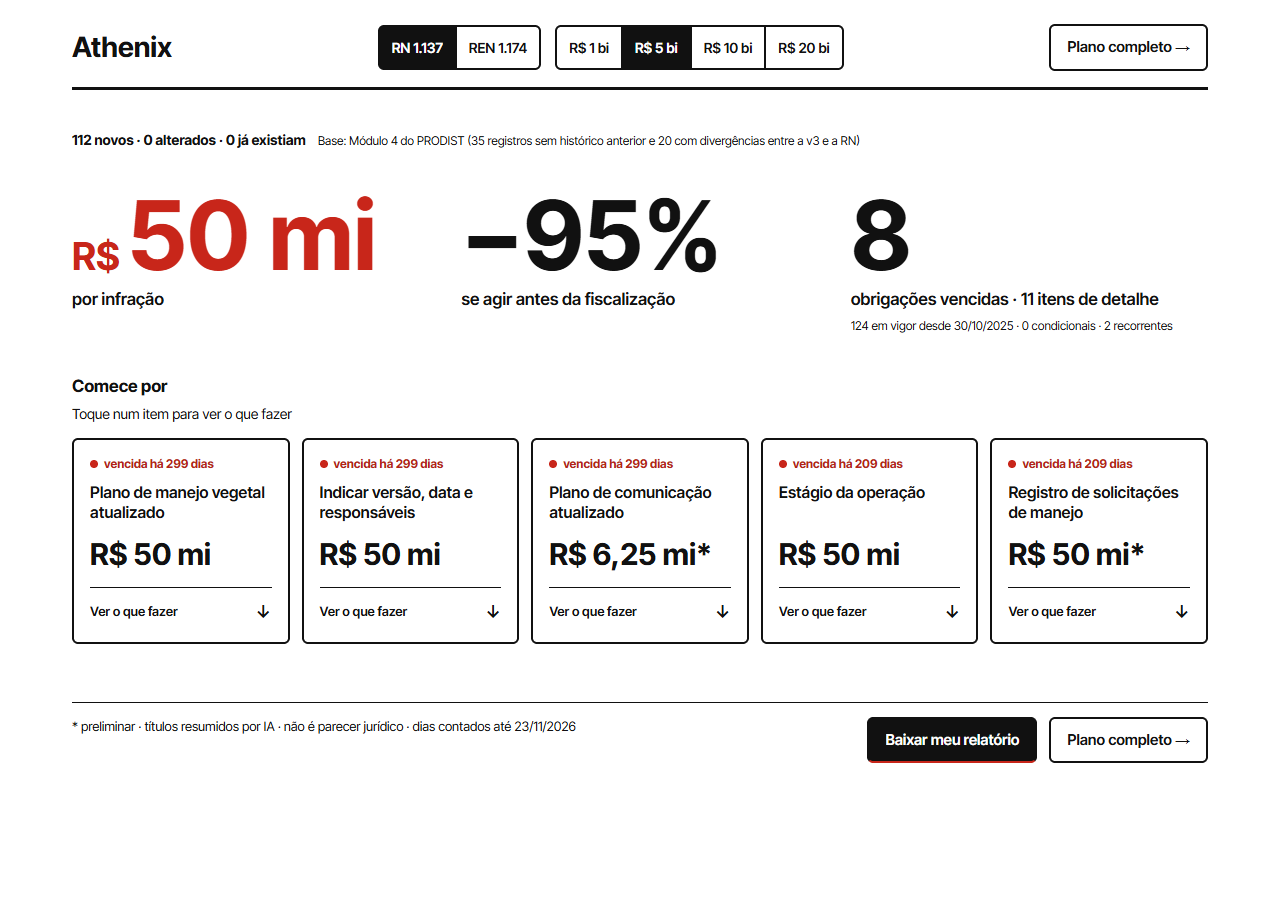 Athenix
RN 1.137
REN 1.174
R$ 1 bi
R$ 5 bi
R$ 10 bi
R$ 20 bi
Plano completo →
112 novos · 0 alterados · 0 já existiam
Base: Módulo 4 do PRODIST (35 registros sem histórico anterior e 20 com divergências entre a v3 e a RN)
R$ 50 mi
por infração
−95%
se agir antes da fiscalização
8
obrigações vencidas · 11 itens de detalhe
124 em vigor desde 30/10/2025 · 0 condicionais · 2 recorrentes
Comece por
Toque num item para ver o que fazer
vencida há 299 dias
Plano de manejo vegetal
atualizado
R$ 50 mi
Ver o que fazer ↓
vencida há 299 dias
Indicar versão, data e
responsáveis
R$ 50 mi
Ver o que fazer ↓
vencida há 299 dias
Plano de comunicação
atualizado
R$ 6,25 mi*
Ver o que fazer ↓
vencida há 209 dias
Estágio da operação
R$ 50 mi
Ver o que fazer ↓
vencida há 209 dias
Registro de solicitações
de manejo
R$ 50 mi*
Ver o que fazer ↓
* preliminar · títulos resumidos por IA · não é parecer jurídico · dias contados até 23/11/2026
Baixar meu relatório
Plano completo →